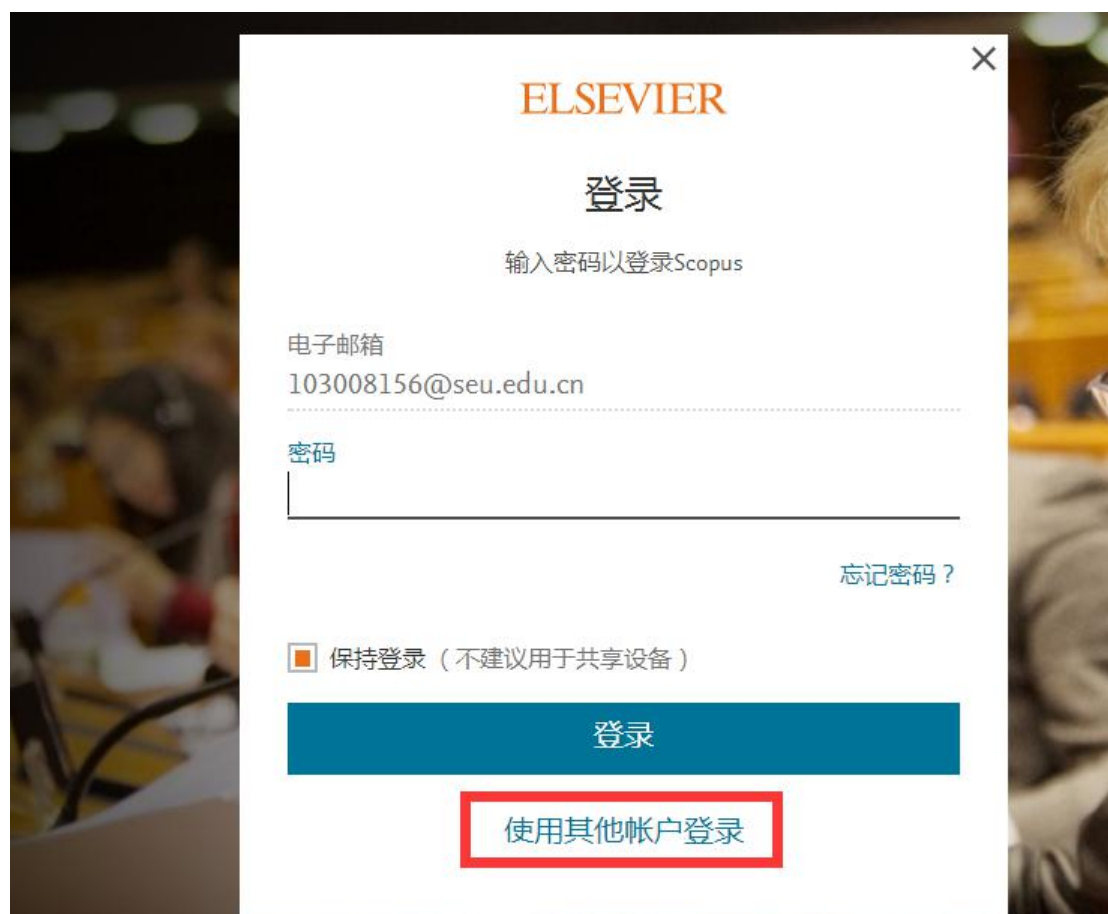 ELSEVIER
登录
输入密码以登录Scopus
电子邮箱
103008156@seu.edu.cn
密码
忘记密码？
保持登录（不建议用于共享设备）
登录
使用其他帐户登录